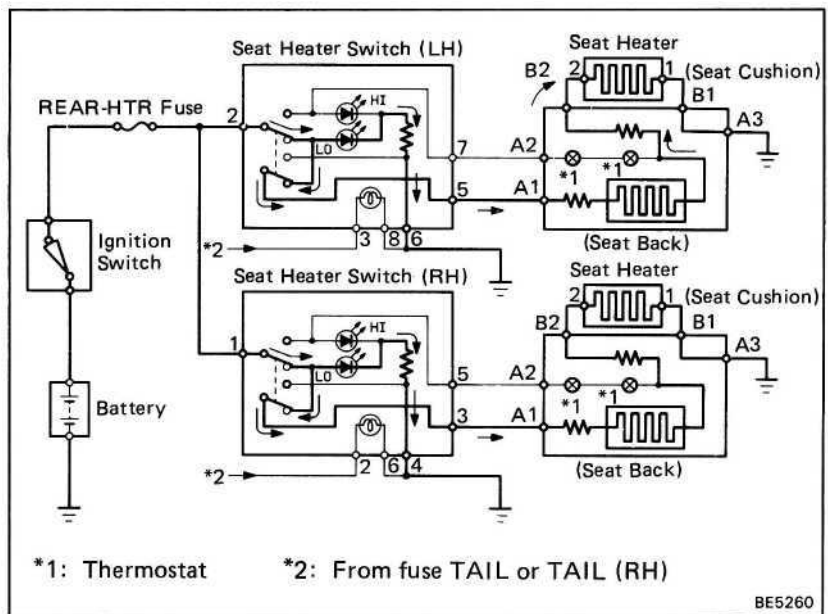 Seat Heater Switch (LH)
Seat Heater
(Seat Cushion)
REAR-HTR Fuse
2
HI
LO
7
5
*2
3
8
6
B2
2
1
B1
A3
A2
*1
*1
A1
(Seat Back)
Ignition
Switch
Seat Heater Switch (RH)
Seat Heater
(Seat Cushion)
1
HI
LO
5
3
*2
2
6
4
B2
2
1
B1
A3
A2
*1
*1
A1
(Seat Back)
Battery
*1: Thermostat
*2: From fuse TAIL or TAIL (RH)
BE5260